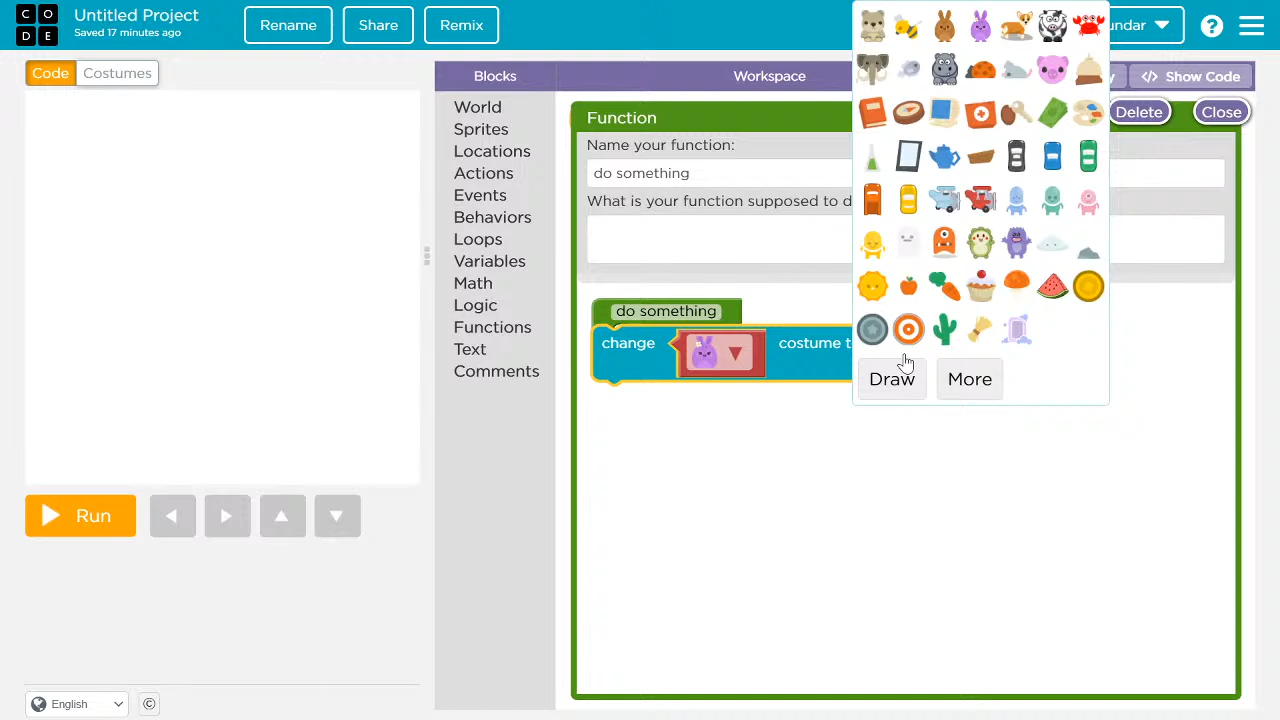 C O
D E
Untitled Project
Saved 17 minutes ago
Rename
Share
Remix
undar
?
Code
Costumes
Blocks
Workspace
y
</> Show Code
World
Sprites
Locations
Actions
Events
Behaviors
Loops
Variables
Math
Logic
Functions
Text
Comments
Function
Delete
Close
Name your function:
do something
What is your function supposed to d
do something
change
costume t
Draw
More
Run
English
©